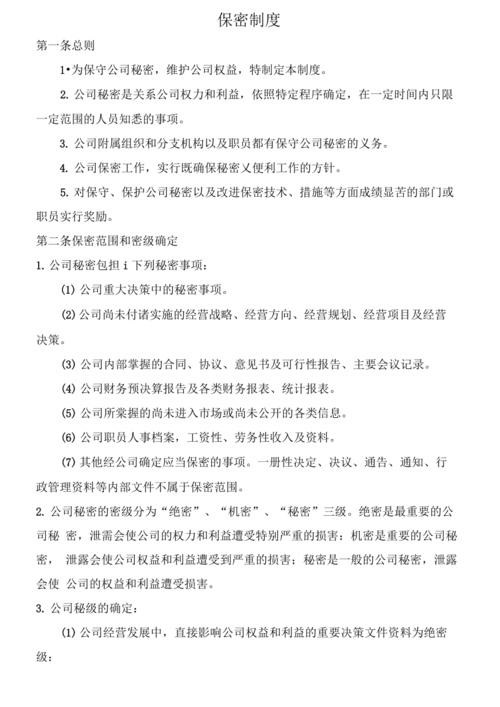 保密制度
第一条总则
1•为保守公司秘密，维护公司权益，特制定本制度。
2. 公司秘密是关系公司权力和利益，依照特定程序确定，在一定时间内只限
一定范围的人员知悉的事项。
3. 公司附属组织和分支机构以及职员都有保守公司秘密的义务。
4. 公司保密工作，实行既确保秘密乂便利工作的方针。
5. 对保守、保护公司秘密以及改进保密技术、措施等方面成绩显苦的部门或
职员实行奖励。
第二条保密范围和密级确定
1. 公司秘密包担 i 下列秘密事项：
(1) 公司重大决策中的秘密事项。
(2) 公司尚未付诸实施的经营战略、经营方向、经营规划、经营项目及经营
决策。
(3) 公司内部掌握的合同、协议、意见书及可行性报告、主要会议记录。
(4) 公司财务预决算报告及各类财务报表、统计报表。
(5) 公司所棠握的尚未进入市场或尚未公开的各类信息。
(6) 公司职员人事档案，工资性、劳务性收入及资料。
(7) 其他经公司确定应当保密的事项。一册性决定、决议、通告、通知、行
政管理资料等内部文件不属于保密范围。
2. 公司秘密的密级分为“绝密”、“机密”、“秘密”三级。绝密是最重要的公
司秘 密，泄需会使公司的权力和利益遭受特别严重的损害：机密是重要的公司秘
密， 泄露会使公司权益和利益遭受到严重的损害；秘密是一般的公司秘密，泄露
会使 公司的权益和利益遭受损害。
3. 公司秘级的确定：
(1) 公司经营发展中，直接影响公司权益和利益的重要决策文件资料为绝密
级：